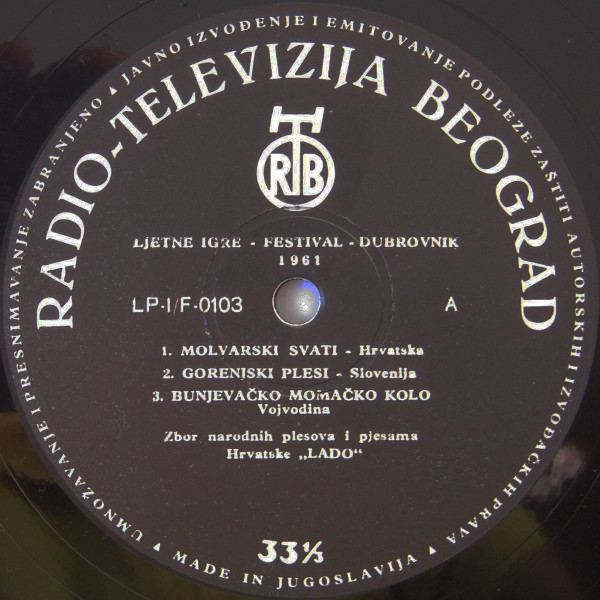 UMNOŽAVANJE I PRESNIMAVANJE ZABRANJENO ▲ JAVNO IZVOĐENJE I EMITOVANJE PODLEŽE ZAŠTITI AUTORSKIH I IZVOĐAČKIH PRAVA ▲
RADIO-TELEVIZIJA BEOGRAD
RTB
LJETNE IGRE - FESTIVAL - DUBROVNIK
1961
LP-I/F-0103 A
1. MOLVARSKI SVATI - Hrvatska
2. GORENJSKI PLESI - Slovenija
3. BUNJEVAČKO MOMAČKO KOLO
Vojvodina
Zbor narodnih plesova i pjesama
Hrvatske „LADO“
33⅓
MADE IN JUGOSLAVIJA ▲